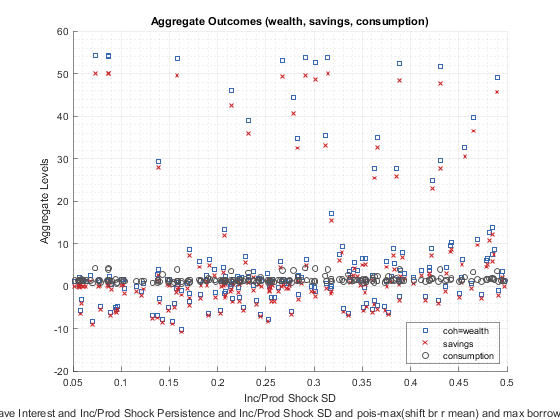 Aggregate Outcomes (wealth, savings, consumption)
60
50
40
30
20
10
0
-10
-20
Aggregate Levels
0.05
0.1
0.15
0.2
0.25
0.3
0.35
0.4
0.45
0.5
coh=wealth
savings
consumption
Inc/Prod Shock SD
ave Interest and Inc/Prod Shock Persistence and Inc/Prod Shock SD and pois-max(shift br r mean) and max borrow